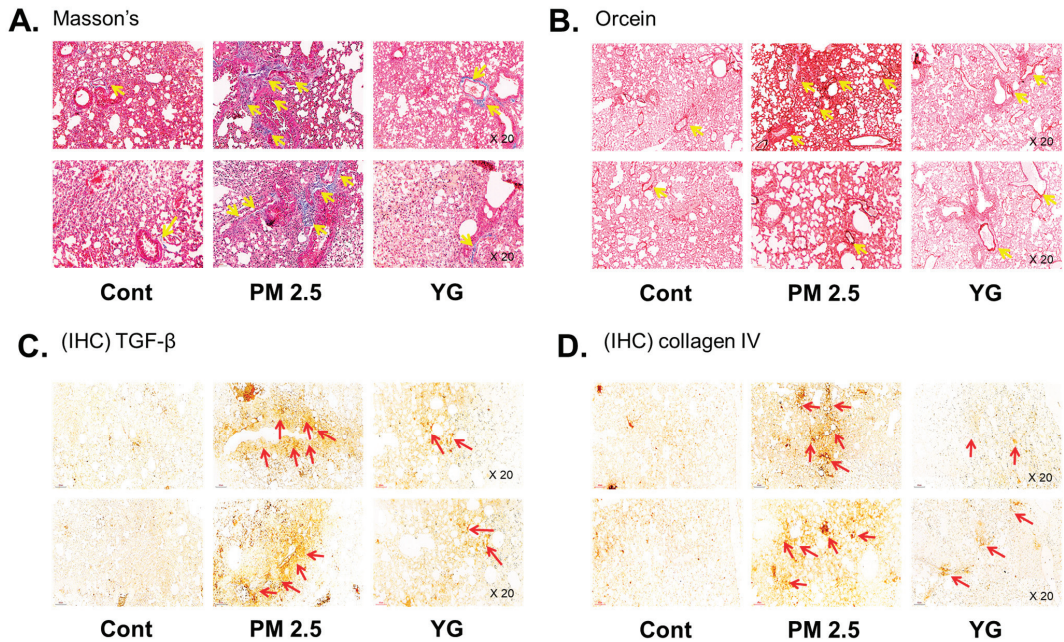 A. Masson's
X 20
X 20
Cont PM 2.5 YG
B. Orcein
X 20
X 20
Cont PM 2.5 YG
C. (IHC) TGF-β
X 20
X 20
Cont PM 2.5 YG
D. (IHC) collagen IV
X 20
X 20
Cont PM 2.5 YG